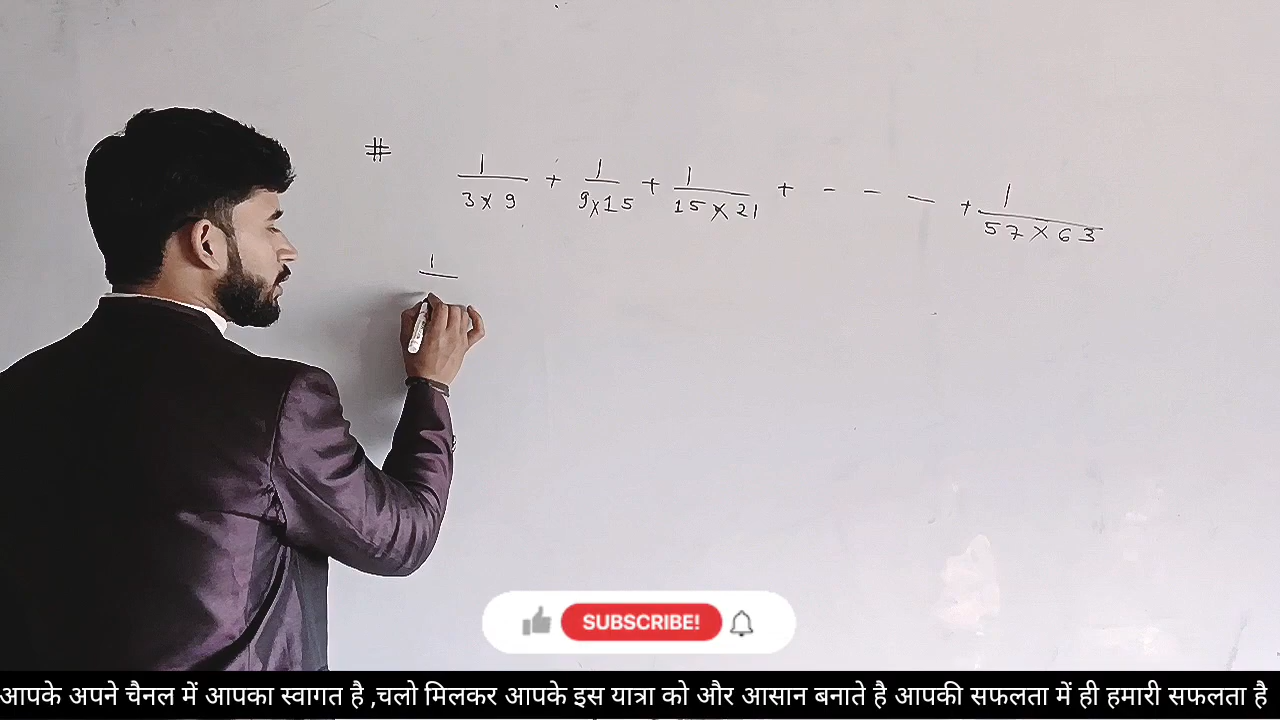 # 1/(3 × 9) + 1/(9 × 15) + 1/(15 × 21) + - - - + 1/(57 × 63)
1/
SUBSCRIBE!
आपके अपने चैनल में आपका स्वागत है ,चलो मिलकर आपके इस यात्रा को और आसान बनाते है आपकी सफलता में ही हमारी सफलता है